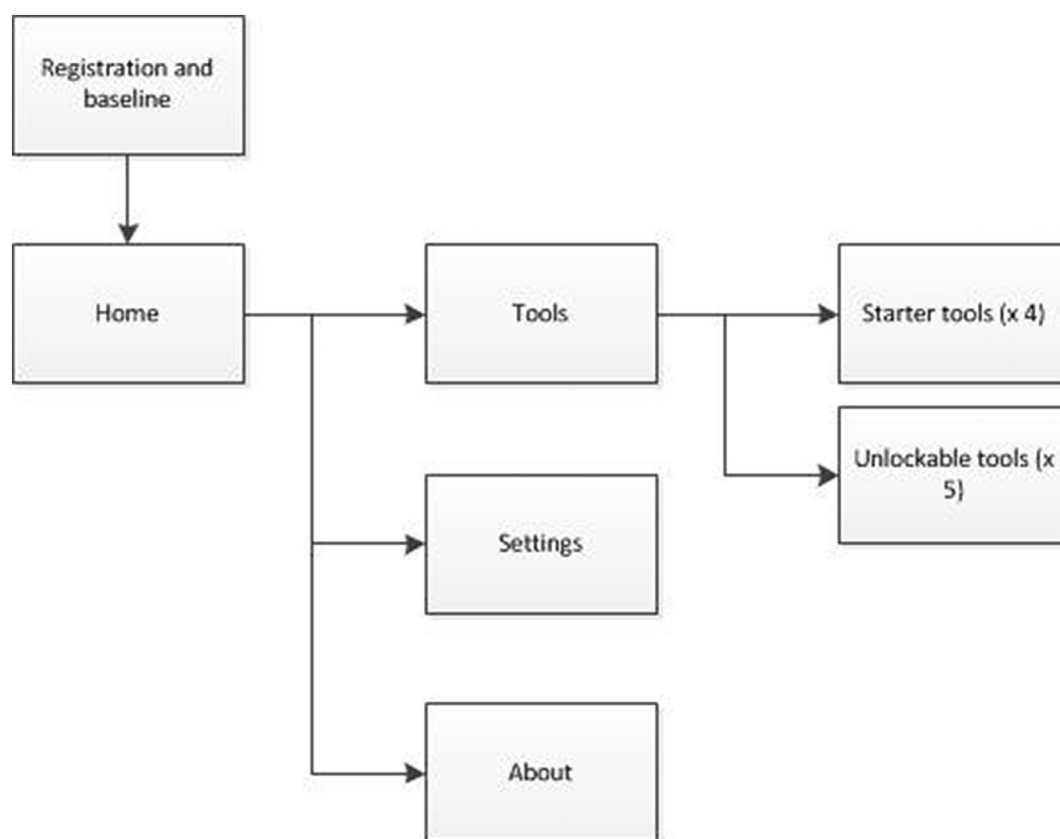 Registration and
baseline
Home
Tools
Starter tools (x 4)
Unlockable tools (x
5)
Settings
About